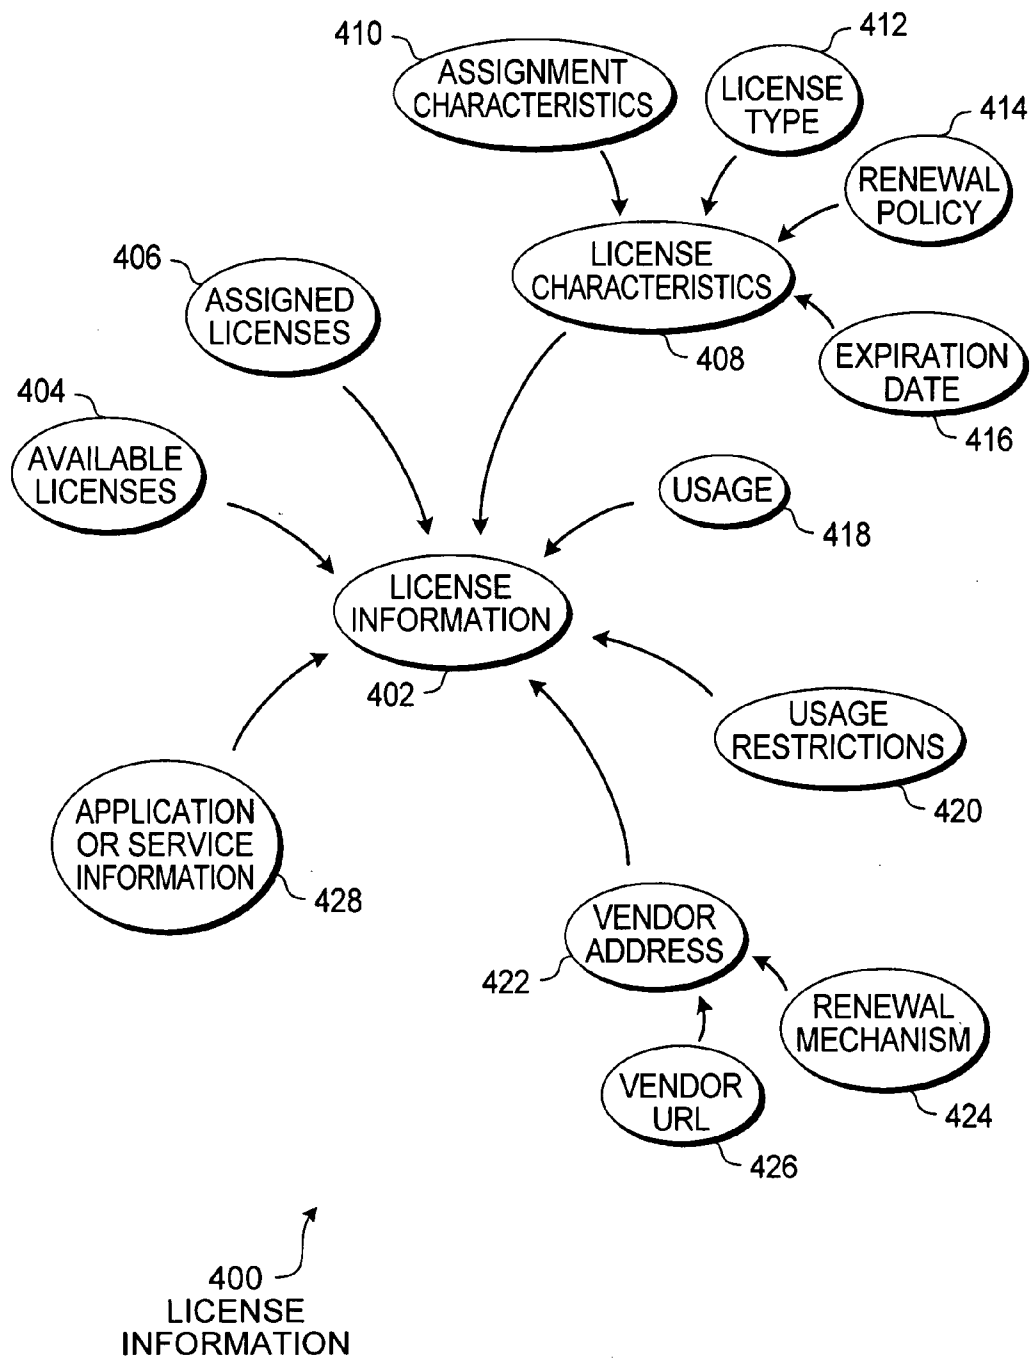 410
ASSIGNMENT
CHARACTERISTICS
412
LICENSE
TYPE
414
RENEWAL
POLICY
406
ASSIGNED
LICENSES
LICENSE
CHARACTERISTICS
408
EXPIRATION
DATE
416
404
AVAILABLE
LICENSES
USAGE
418
LICENSE
INFORMATION
402
USAGE
RESTRICTIONS
420
APPLICATION
OR SERVICE
INFORMATION
428
VENDOR
ADDRESS
422
RENEWAL
MECHANISM
424
VENDOR
URL
426
400
LICENSE
INFORMATION